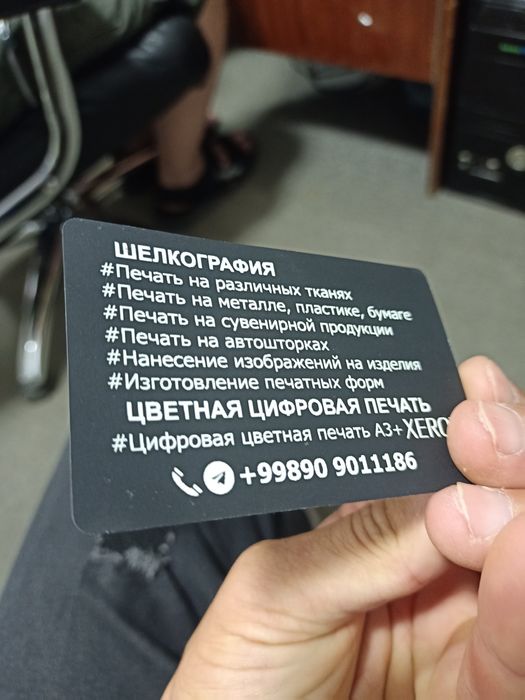 ШЕЛКОГРАФИЯ
#Печать на различных тканях
#Печать на металле, пластике, бумаге
#Печать на сувенирной продукции
#Печать на автошторках
#Нанесение изображений на изделия
#Изготовление печатных форм
ЦВЕТНАЯ ЦИФРОВАЯ ПЕЧАТЬ
#Цифровая цветная печать А3+
+99890 9011186